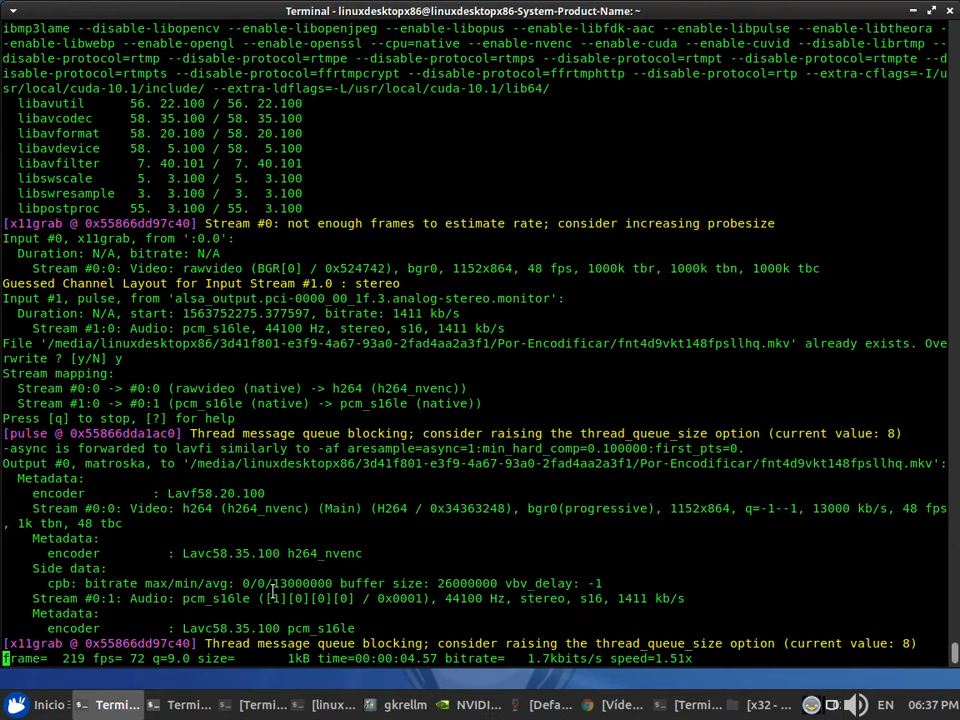 Terminal - linuxdesktopx86@linuxdesktopx86-System-Product-Name: ~
ibmp3lame --disable-libopencv --enable-libopenjpeg --enable-libopus --enable-libfdk-aac --enable-libpulse --enable-libtheora -
-enable-libwebp --enable-opengl --enable-openssl --cpu=native --enable-nvenc --enable-cuda --enable-cuvid --disable-librtmp --
disable-protocol=rtmp --disable-protocol=rtmpe --disable-protocol=rtmps --disable-protocol=rtmpt --disable-protocol=rtmpte --d
isable-protocol=rtmpts --disable-protocol=ffrtmpcrypt --disable-protocol=ffrtmphttp --disable-protocol=rtp --extra-cflags=-I/u
sr/local/cuda-10.1/include/ --extra-ldflags=-L/usr/local/cuda-10.1/lib64/
libavutil      56. 22.100 / 56. 22.100
libavcodec     58. 35.100 / 58. 35.100
libavformat    58. 20.100 / 58. 20.100
libavdevice    58.  5.100 / 58.  5.100
libavfilter     7. 40.101 /  7. 40.101
libswscale      5.  3.100 /  5.  3.100
libswresample   3.  3.100 /  3.  3.100
libpostproc    55.  3.100 / 55.  3.100
[x11grab @ 0x55866dd97c40] Stream #0: not enough frames to estimate rate; consider increasing probesize
Input #0, x11grab, from ':0.0':
Duration: N/A, bitrate: N/A
Stream #0:0: Video: rawvideo (BGR[0] / 0x524742), bgr0, 1152x864, 48 fps, 1000k tbr, 1000k tbn, 1000k tbc
Guessed Channel Layout for Input Stream #1.0 : stereo
Input #1, pulse, from 'alsa_output.pci-0000_00_1f.3.analog-stereo.monitor':
Duration: N/A, start: 1563752275.377597, bitrate: 1411 kb/s
Stream #1:0: Audio: pcm_s16le, 44100 Hz, stereo, s16, 1411 kb/s
File '/media/linuxdesktopx86/3d41f801-e3f9-4a67-93a0-2fad4aa2a3f1/Por-Encodificar/fnt4d9vkt148fpsllhq.mkv' already exists. Ove
rwrite ? [y/N] y
Stream mapping:
Stream #0:0 -> #0:0 (rawvideo (native) -> h264 (h264_nvenc))
Stream #1:0 -> #0:1 (pcm_s16le (native) -> pcm_s16le (native))
Press [q] to stop, [?] for help
[pulse @ 0x55866dda1ac0] Thread message queue blocking; consider raising the thread_queue_size option (current value: 8)
-async is forwarded to lavfi similarly to -af aresample=async=1:min_hard_comp=0.100000:first_pts=0.
Output #0, matroska, to '/media/linuxdesktopx86/3d41f801-e3f9-4a67-93a0-2fad4aa2a3f1/Por-Encodificar/fnt4d9vkt148fpsllhq.mkv':
Metadata:
encoder         : Lavf58.20.100
Stream #0:0: Video: h264 (h264_nvenc) (Main) (H264 / 0x34363248), bgr0(progressive), 1152x864, q=-1--1, 13000 kb/s, 48 fps
, 1k tbn, 48 tbc
Metadata:
encoder         : Lavc58.35.100 h264_nvenc
Side data:
cpb: bitrate max/min/avg: 0/0/13000000 buffer size: 26000000 vbv_delay: -1
Stream #0:1: Audio: pcm_s16le ([1][0][0][0] / 0x0001), 44100 Hz, stereo, s16, 1411 kb/s
Metadata:
encoder         : Lavc58.35.100 pcm_s16le
[x11grab @ 0x55866dd97c40] Thread message queue blocking; consider raising the thread_queue_size option (current value: 8)
frame=  219 fps= 72 q=9.0 size=       1kB time=00:00:04.57 bitrate=   1.7kbits/s speed=1.51x
Inicio Termi... Termi... [Termi... [linux... gkrellm NVIDI... [Defa... [Víde... [Termi... [x32 - ... EN 06:37 PM